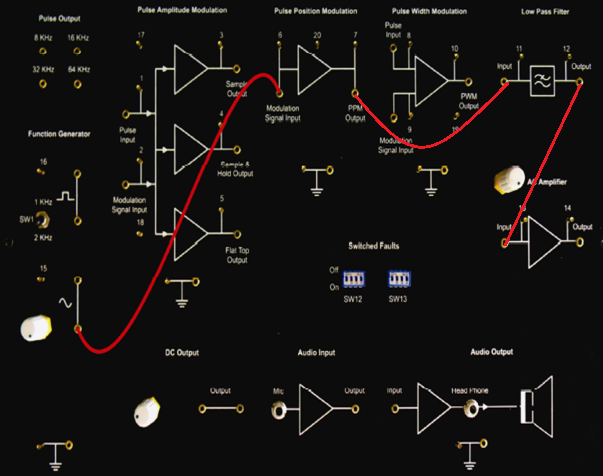 Pulse Output
8 KHz 16 KHz
32 KHz 64 KHz
Function Generator
16
1 KHz
SW1
2 KHz
15
Pulse Amplitude Modulation
17
3
1
Sample
Output
Pulse
Input
4
2
Sample &
Hold Output
Modulation
Signal Input
18
5
Flat Top
Output
Pulse Position Modulation
6 20 7
Modulation
Signal Input
PPM
Output
Pulse Width Modulation
Pulse
Input
8
10
PWM
Output
9
19
Modulation
Signal Input
Low Pass Filter
11 12
Input
Output
AC Amplifier
13 14
Input
Output
Switched Faults
Off
On
SW12 SW13
DC Output
Output
Audio Input
Mic
Output
Audio Output
Input
Head Phone